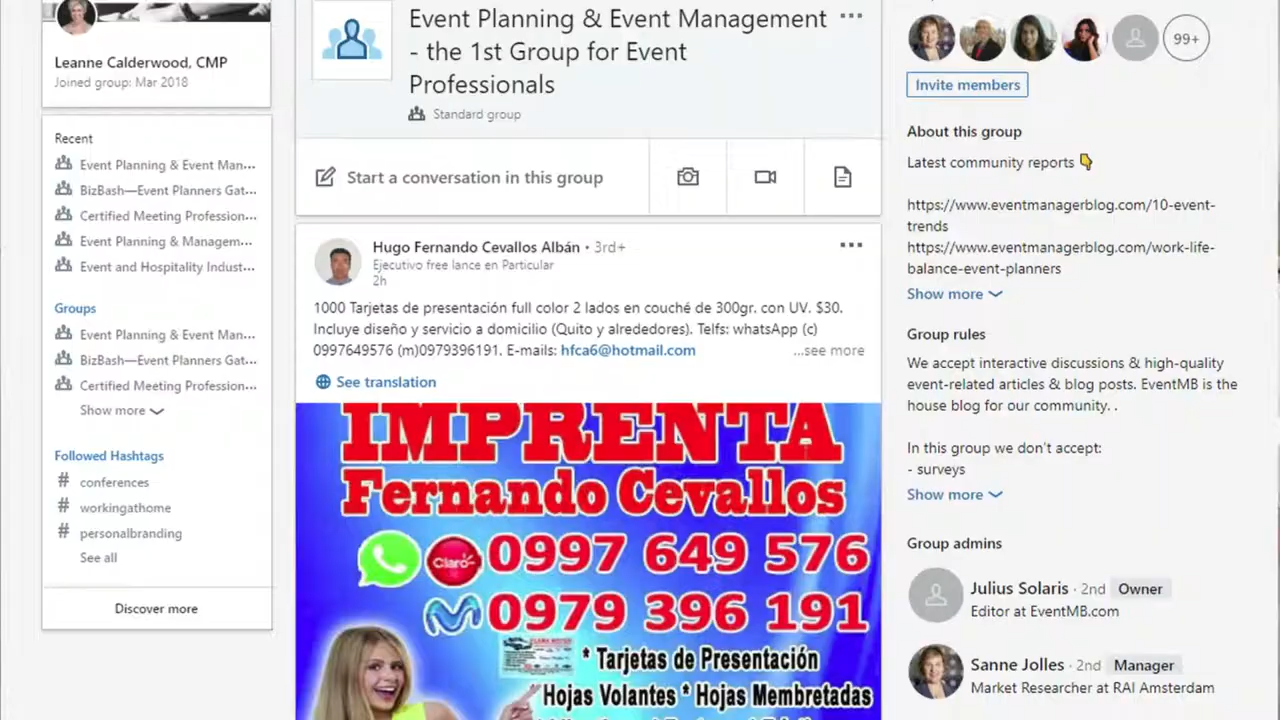 Leanne Calderwood, CMP
Joined group: Mar 2018
Recent
Event Planning & Event Man...
BizBash—Event Planners Gat...
Certified Meeting Profession...
Event Planning & Managem...
Event and Hospitality Indust...
Groups
Event Planning & Event Man...
BizBash—Event Planners Gat...
Certified Meeting Profession...
Show more
Followed Hashtags
# conferences
# workingathome
# personalbranding
See all
Discover more
Event Planning & Event Management
- the 1st Group for Event
Professionals
Standard group
Start a conversation in this group
Hugo Fernando Cevallos Albán • 3rd+
Ejecutivo free lance en Particular
2h
1000 Tarjetas de presentación full color 2 lados en couché de 300gr. con UV. $30.
Incluye diseño y servicio a domicilio (Quito y alrededores). Telfs: whatsApp (c)
0997649576 (m)0979396191. E-mails: hfca6@hotmail.com
...see more
See translation
IMPRENTA
Fernando Cevallos
Claro 0997 649 576
0979 396 191
* Tarjetas de Presentación
Hojas Volantes * Hojas Membretadas
99+
Invite members
About this group
Latest community reports 👇
https://www.eventmanagerblog.com/10-event-
trends
https://www.eventmanagerblog.com/work-life-
balance-event-planners
Show more
Group rules
We accept interactive discussions & high-quality
event-related articles & blog posts. EventMB is the
house blog for our community. .
In this group we don't accept:
- surveys
Show more
Group admins
Julius Solaris · 2nd Owner
Editor at EventMB.com
Sanne Jolles · 2nd Manager
Market Researcher at RAI Amsterdam